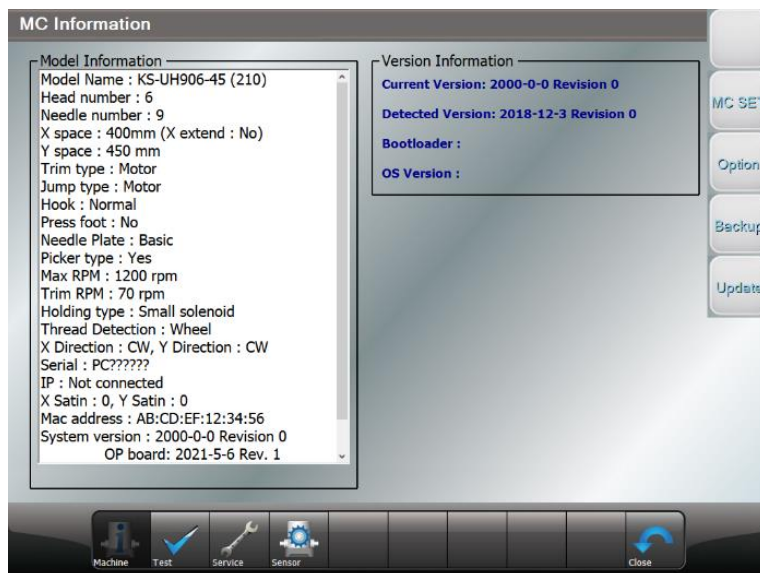 MC Information
Model Information
Model Name : KS-UH906-45 (210)
Head number : 6
Needle number : 9
X space : 400mm (X extend : No)
Y space : 450 mm
Trim type : Motor
Jump type : Motor
Hook : Normal
Press foot : No
Needle Plate : Basic
Picker type : Yes
Max RPM : 1200 rpm
Trim RPM : 70 rpm
Holding type : Small solenoid
Thread Detection : Wheel
X Direction : CW, Y Direction : CW
Serial : PC??????
IP : Not connected
X Satin : 0, Y Satin : 0
Mac address : AB:CD:EF:12:34:56
System version : 2000-0-0 Revision 0
OP board: 2021-5-6 Rev. 1
Version Information
Current Version: 2000-0-0 Revision 0
Detected Version: 2018-12-3 Revision 0
Bootloader :
OS Version :
MC SET
Option
Backup
Update
Machine
Test
Service
Sensor
Close